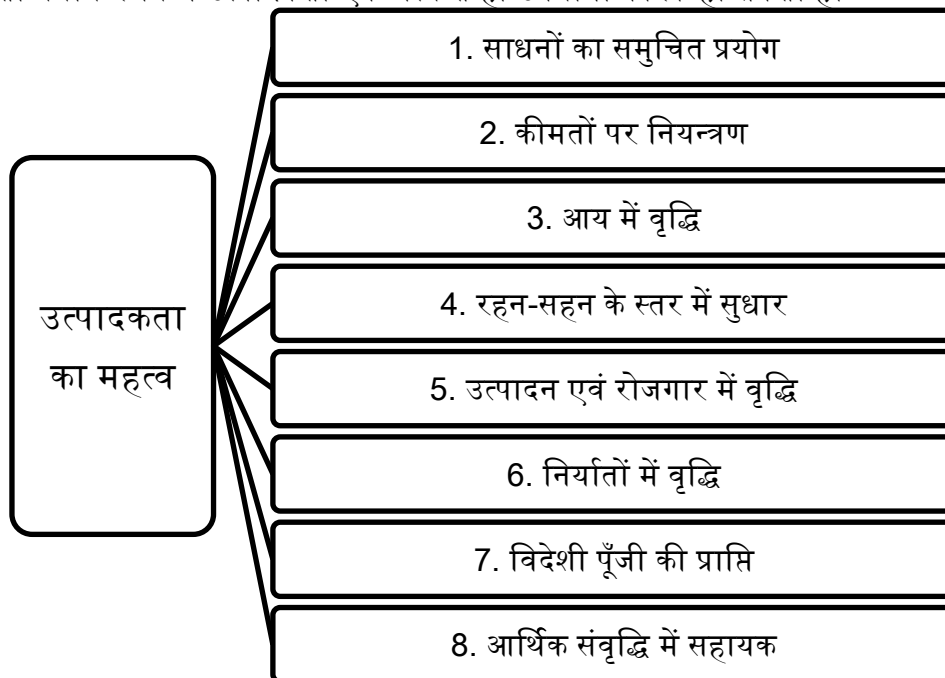 1. साधनों का समुचित प्रयोग
2. कीमतों पर नियन्त्रण
3. आय में वृद्धि
4. रहन-सहन के स्तर में सुधार
उत्पादकता
का महत्व
5. उत्पादन एवं रोजगार में वृद्धि
6. निर्यातों में वृद्धि
7. विदेशी पूँजी की प्राप्ति
8. आर्थिक संवृद्धि में सहायक